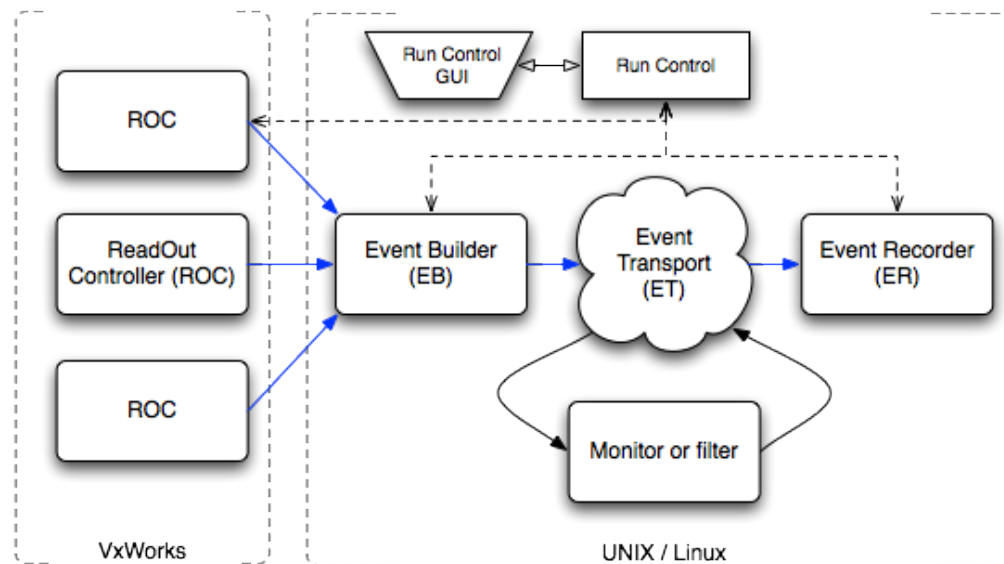 Run Control
GUI
Run Control
ROC
ReadOut
Controller (ROC)
ROC
Event Builder
(EB)
Event
Transport
(ET)
Event Recorder
(ER)
Monitor or filter
VxWorks
UNIX / Linux